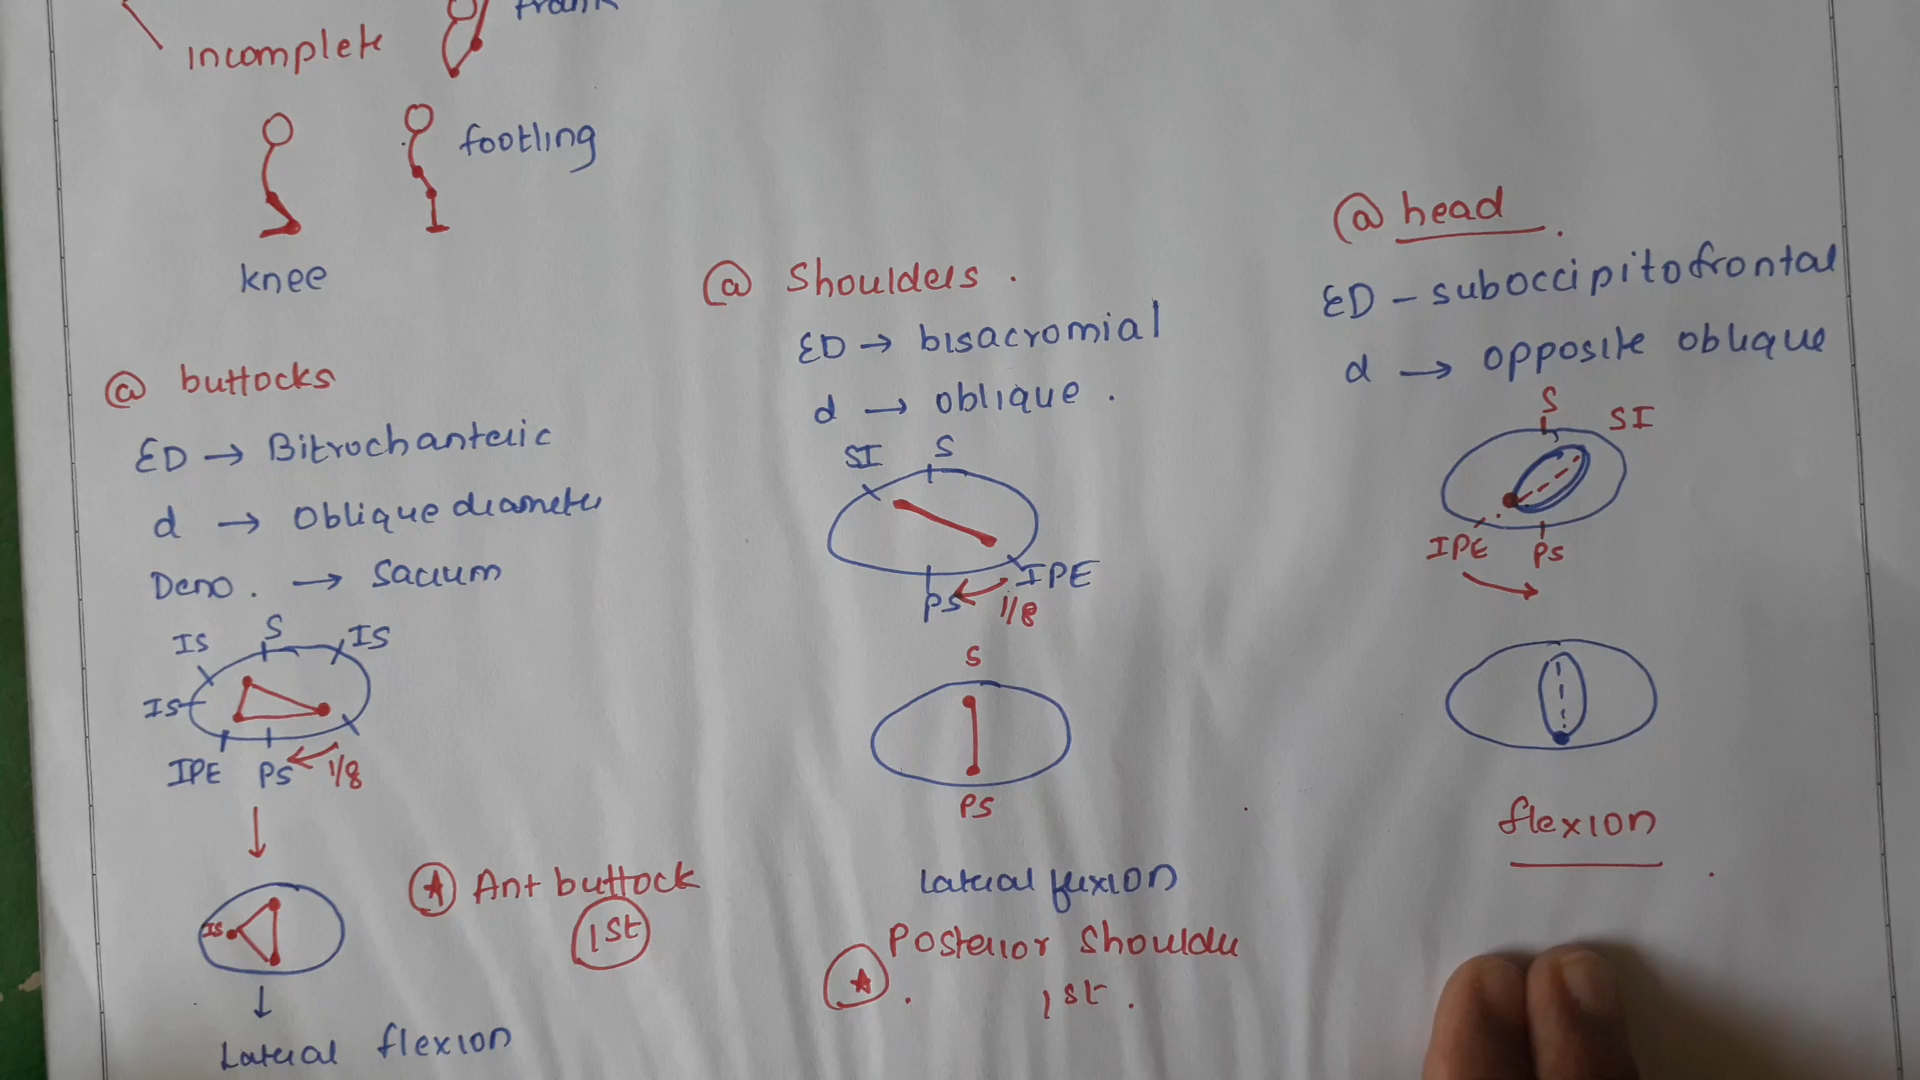 Incomplete
Frank
footling
knee
@ buttocks
ED → Bitrochanteric
d → Oblique diameter
Deno. → Sacrum
IS S IS
IS
IPE PS 1/8
IS
Lateral flexion
★ Ant buttock
1st
@ Shoulders.
ED → bisacromial
d → oblique.
SI S
IPE
PS 1/8
S
PS
Lateral flexion
Posterior Shoulder
★. 1st.
@ head.
ED - suboccipitofrontal
d → opposite oblique
S SI
IPE PS
flexion.